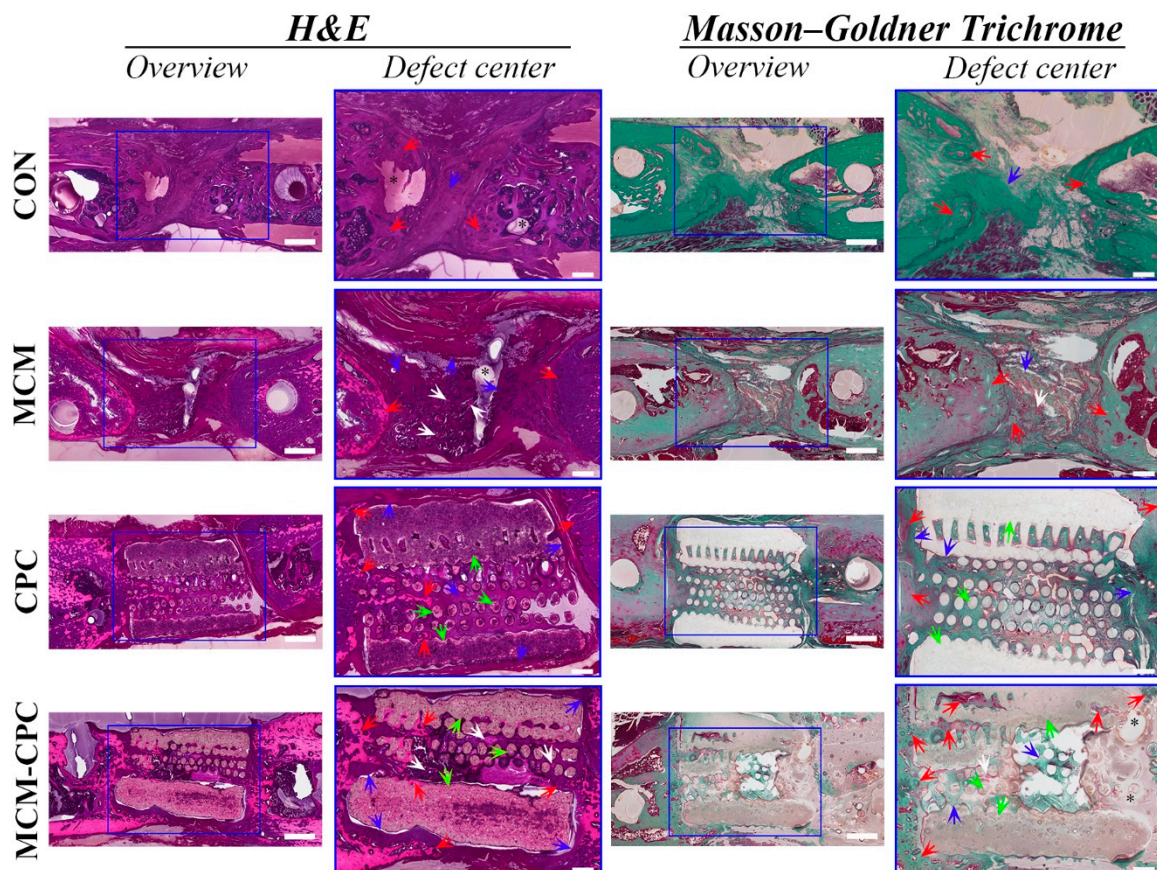 H&E Masson–Goldner Trichrome
Overview Defect center Overview Defect center
CON
MCM
CPC
MCM-CPC